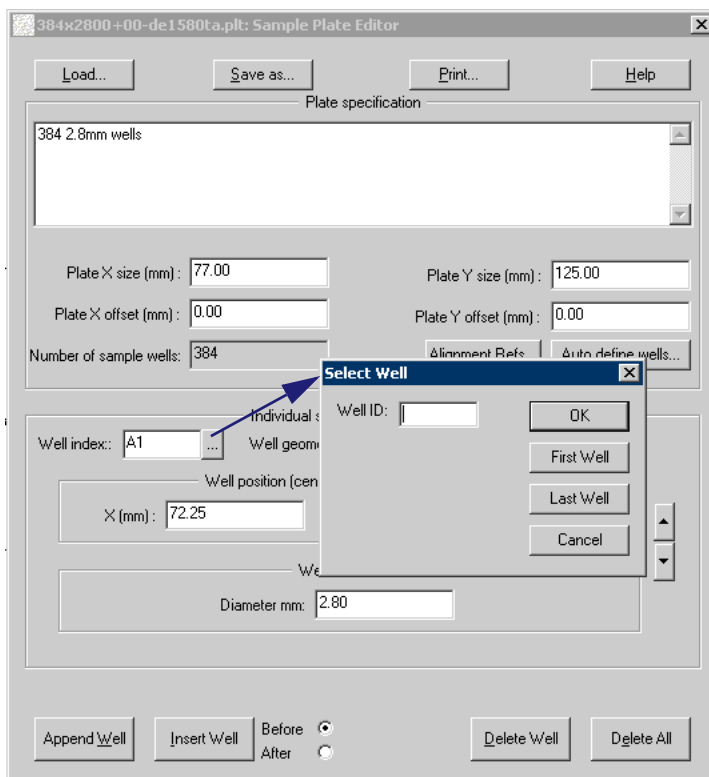 384x2800+00-de1580ta.plt: Sample Plate Editor
Load... Save as... Print... Help
Plate specification
384 2.8mm wells
Plate X size (mm) : 77.00 Plate Y size (mm) : 125.00
Plate X offset (mm) : 0.00 Plate Y offset (mm) : 0.00
Number of sample wells: 384 Alignment Refs... Auto define wells...
Select Well
Well ID: OK
First Well
Last Well
Cancel
Individual s
Well index:: A1 ... Well geom
Well position (cen
X (mm) : 72.25
We
Diameter mm: 2.80
Append Well Insert Well Before Delete Well Delete All
After